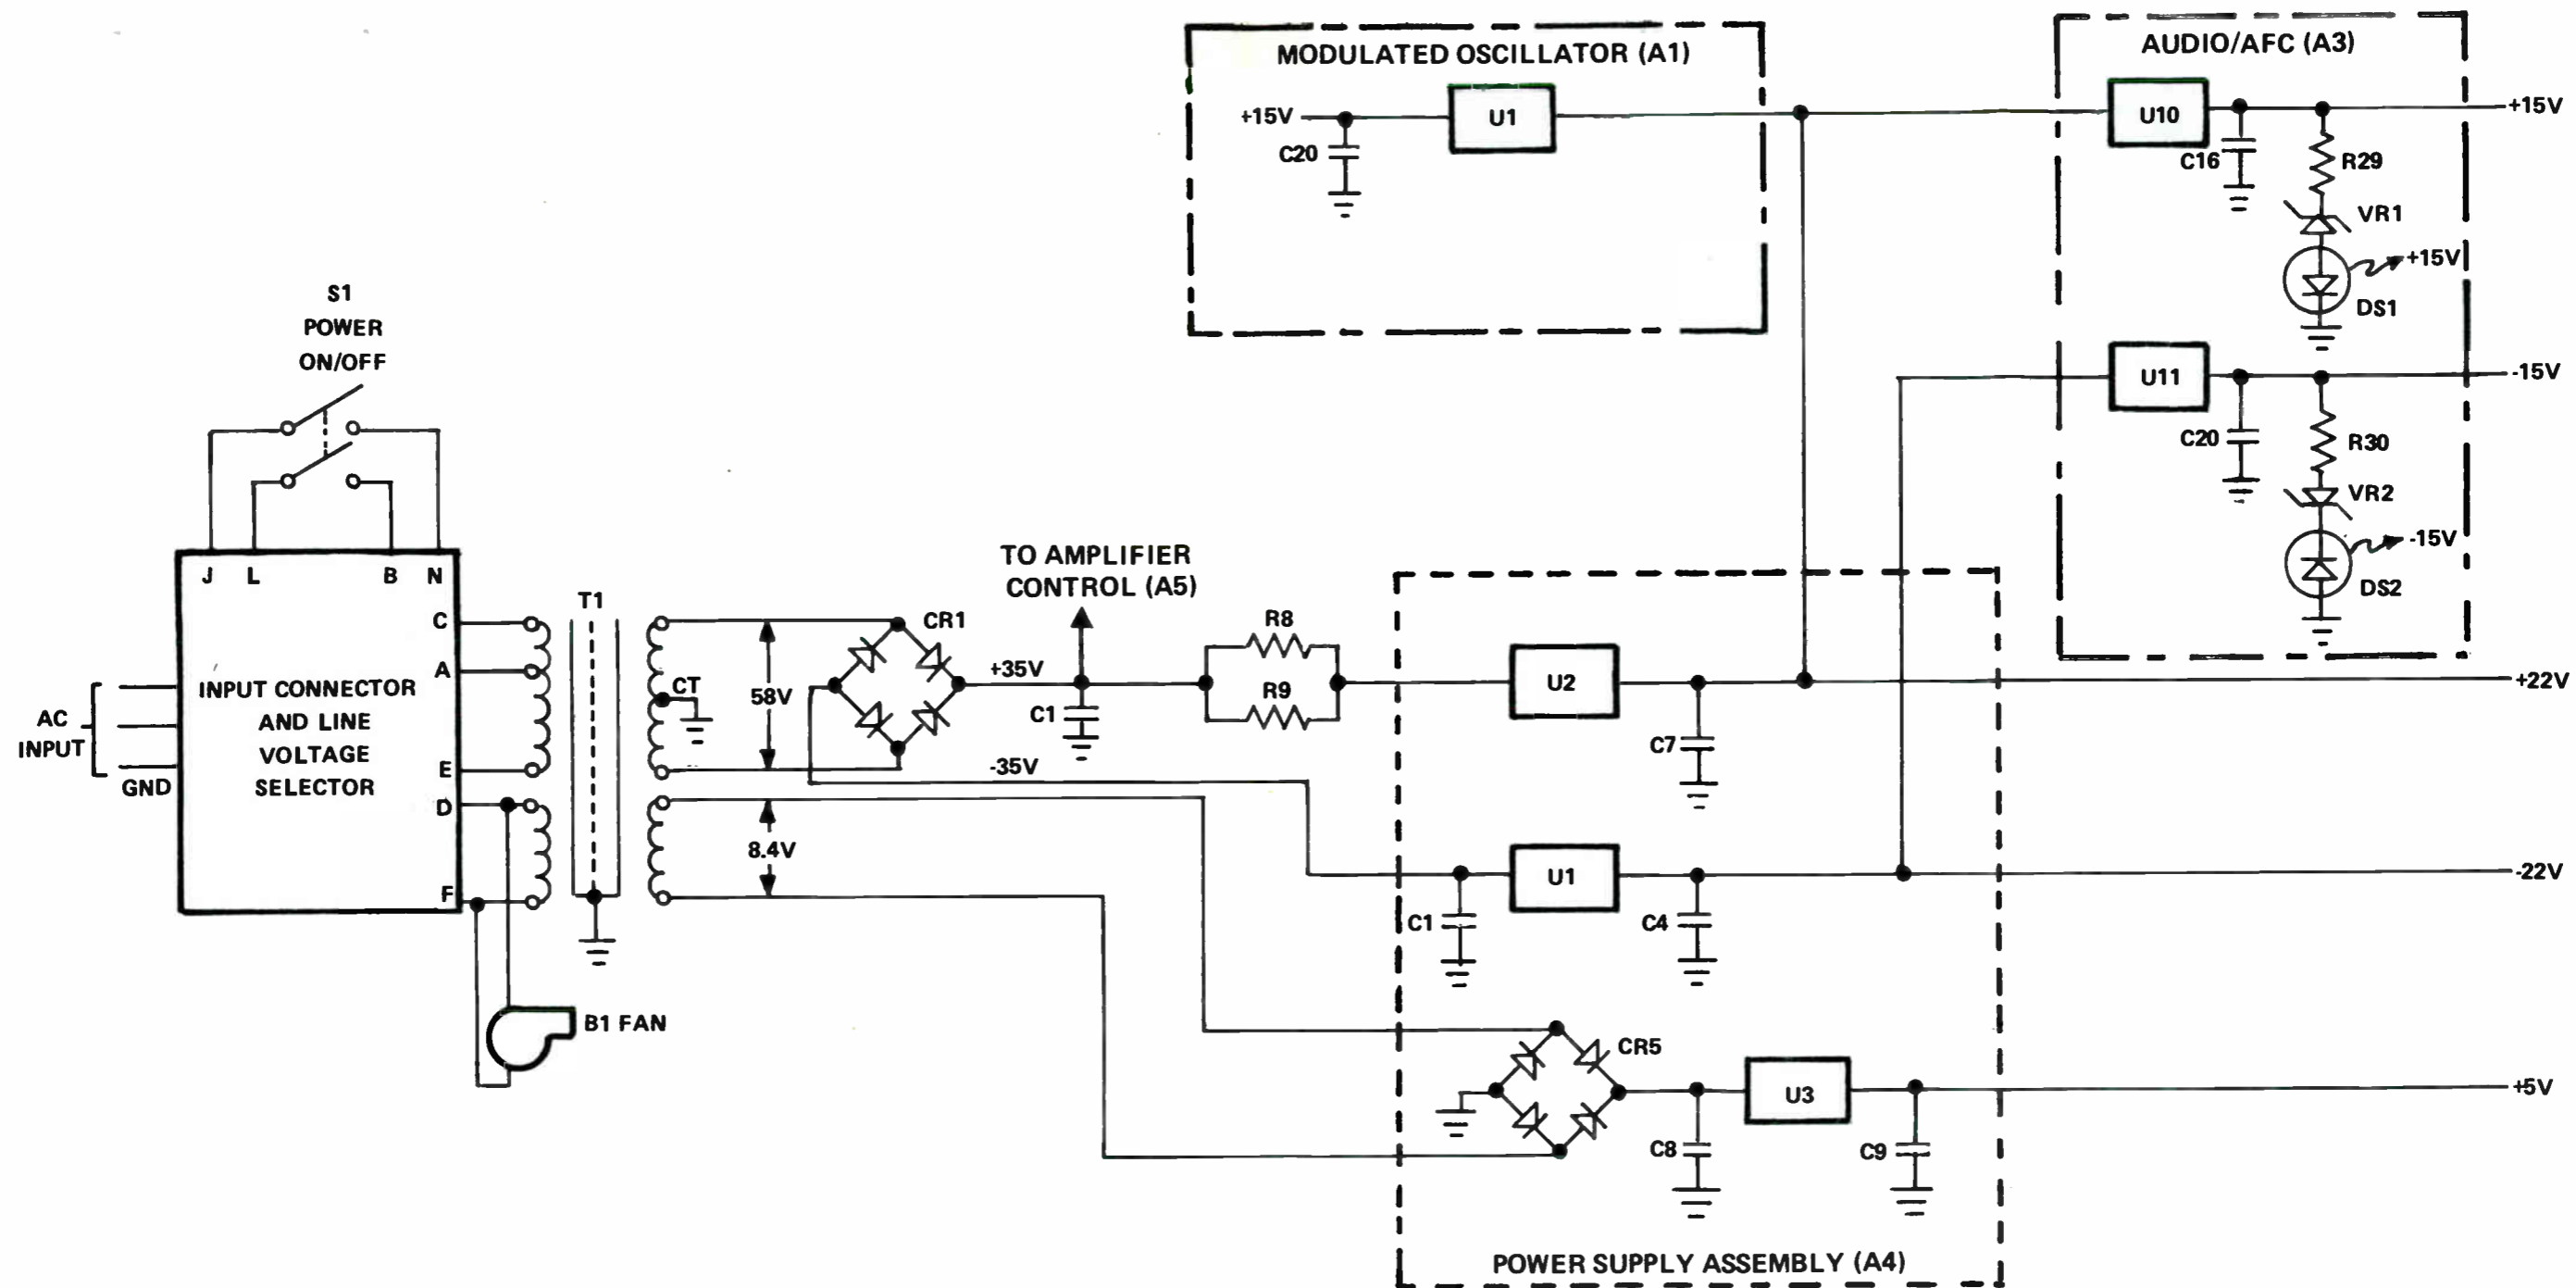 MODULATED OSCILLATOR (A1)
+15V
U1
C20
AUDIO/AFC (A3)
U10
+15V
C16
R29
VR1
+15V
DS1
U11
-15V
C20
R30
VR2
-15V
DS2
S1
POWER
ON/OFF
J L B N
C
A
E
D
F
INPUT CONNECTOR
AND LINE
VOLTAGE
SELECTOR
AC
INPUT
GND
T1
CT
58V
8.4V
CR1
+35V
-35V
TO AMPLIFIER
CONTROL (A5)
C1
R8
R9
U2
+22V
C7
C1
U1
C4
-22V
CR5
U3
+5V
C8
C9
B1 FAN
POWER SUPPLY ASSEMBLY (A4)